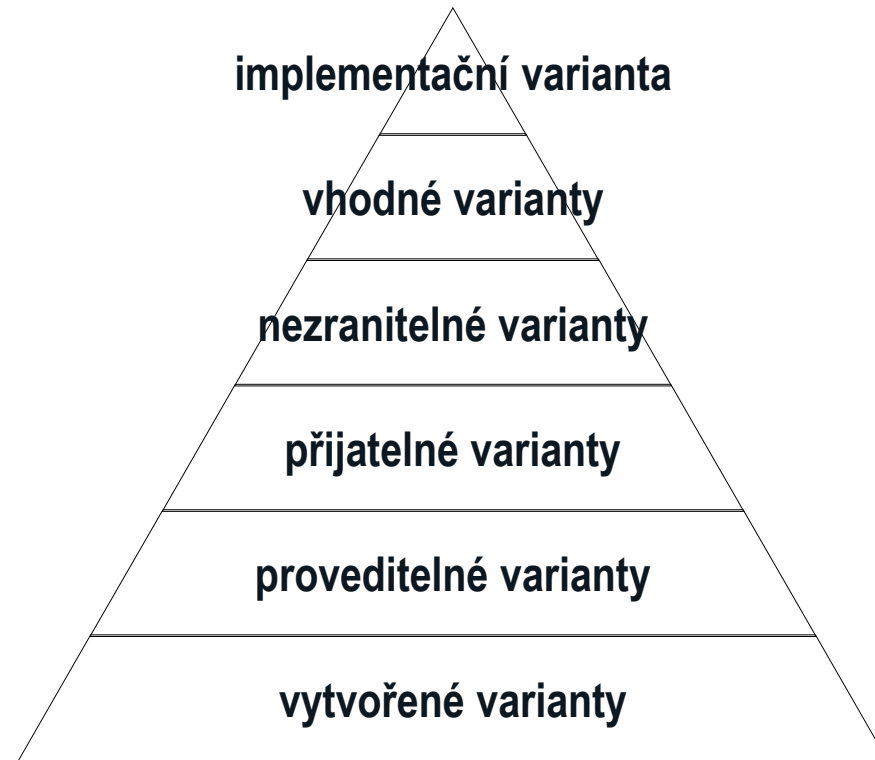 implementační varianta
vhodné varianty
nezranitelné varianty
přijatelné varianty
proveditelné varianty
vytvořené varianty